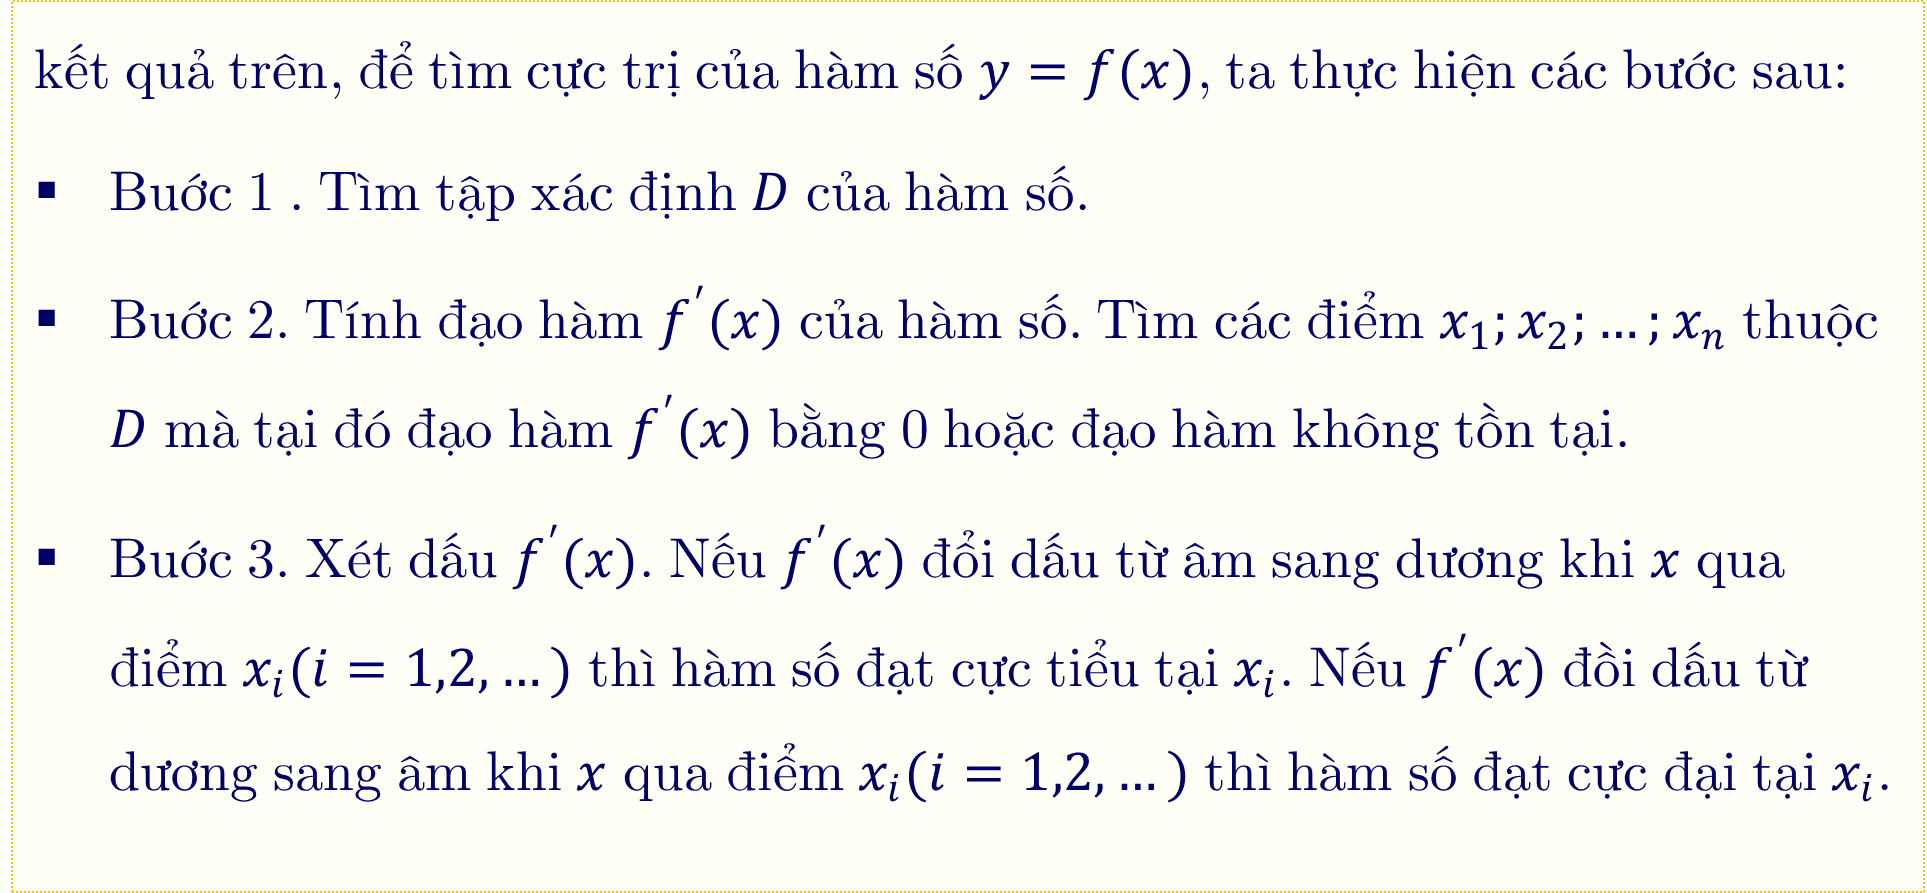 kết quả trên, để tìm cực trị của hàm số y = f(x), ta thực hiện các bước sau:
▪ Buớc 1 . Tìm tập xác định D của hàm số.
▪ Buớc 2. Tính đạo hàm f′(x) của hàm số. Tìm các điểm x₁; x₂; … ; xₙ thuộc
D mà tại đó đạo hàm f′(x) bằng 0 hoặc đạo hàm không tồn tại.
▪ Buớc 3. Xét dấu f′(x). Nếu f′(x) đổi dấu từ âm sang dương khi x qua
điểm xᵢ(i = 1,2, … ) thì hàm số đạt cực tiểu tại xᵢ. Nếu f′(x) đồi dấu từ
dương sang âm khi x qua điểm xᵢ(i = 1,2, … ) thì hàm số đạt cực đại tại xᵢ.